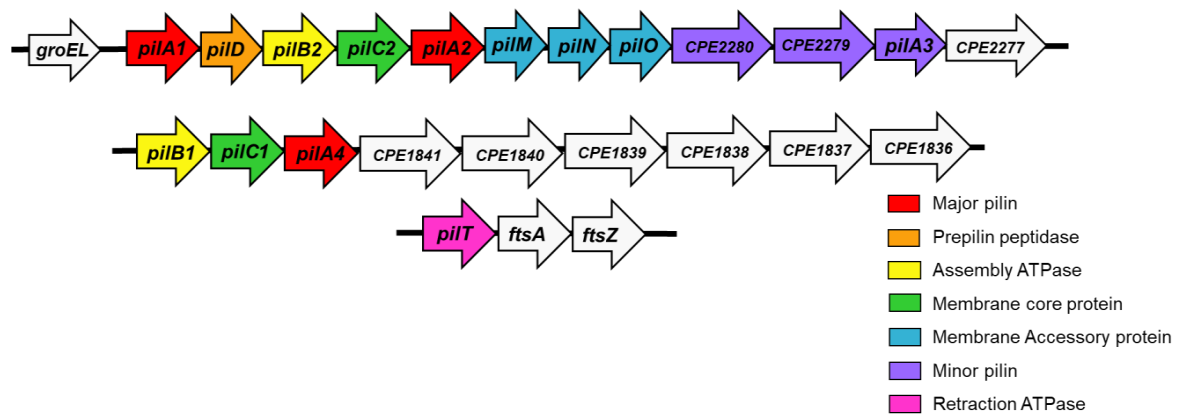 groEL pilA1 pilD pilB2 pilC2 pilA2 pilM pilN pilO CPE2280 CPE2279 pilA3 CPE2277
pilB1 pilC1 pilA4 CPE1841 CPE1840 CPE1839 CPE1838 CPE1837 CPE1836
pilT ftsA ftsZ
Major pilin
Prepilin peptidase
Assembly ATPase
Membrane core protein
Membrane Accessory protein
Minor pilin
Retraction ATPase